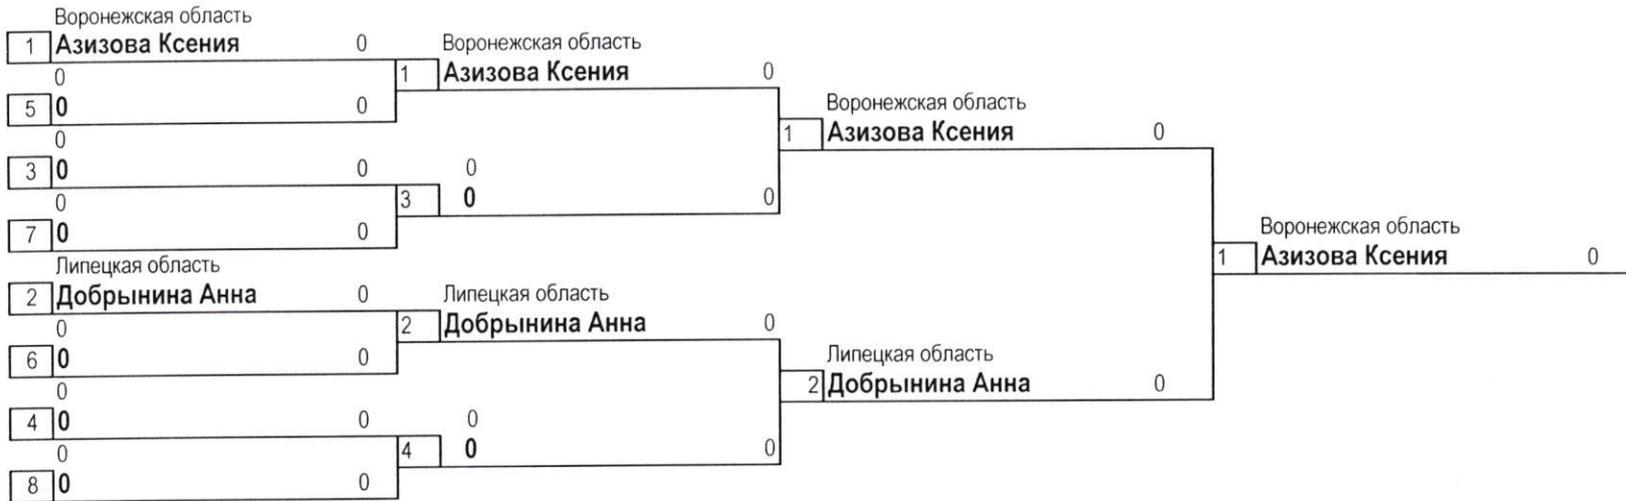 Воронежская область
1 Азизова Ксения 0
0
5 0 0
0
3 0 0
0
7 0 0
Липецкая область
2 Добрынина Анна 0
0
6 0 0
0
4 0 0
0
8 0 0
Воронежская область
1 Азизова Ксения 0
0
3 0 0
Липецкая область
2 Добрынина Анна 0
0
4 0 0
Воронежская область
1 Азизова Ксения 0
Липецкая область
2 Добрынина Анна 0
Воронежская область
1 Азизова Ксения 0